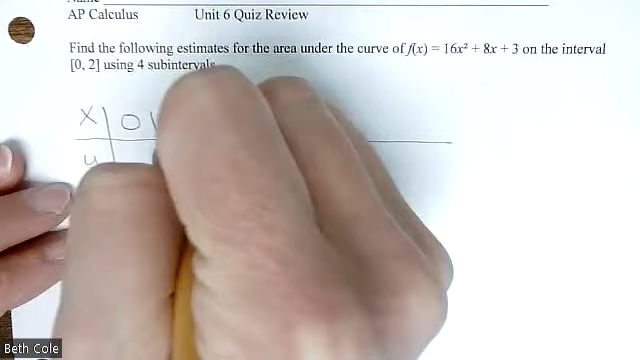 AP Calculus Unit 6 Quiz Review
Find the following estimates for the area under the curve of f(x) = 16x² + 8x + 3 on the interval
[0, 2] using 4 subintervals
x 0
y
Beth Cole